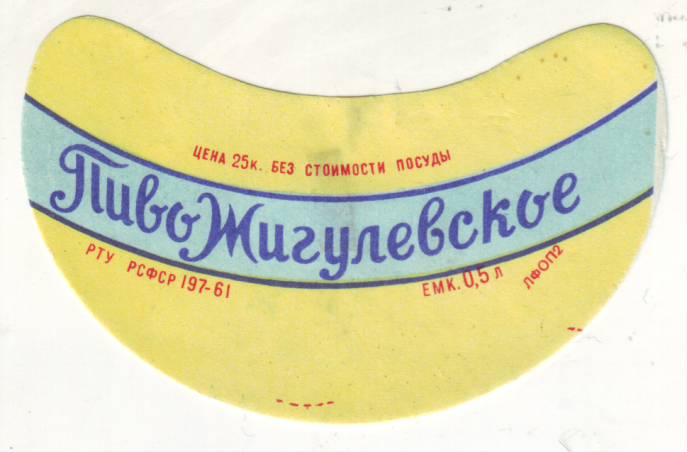 ЦЕНА 25к. БЕЗ СТОИМОСТИ ПОСУДЫ
Пиво Жигулевское
РТУ РСФСР 197-61
ЕМК. 0,5 л
ЛФОП2